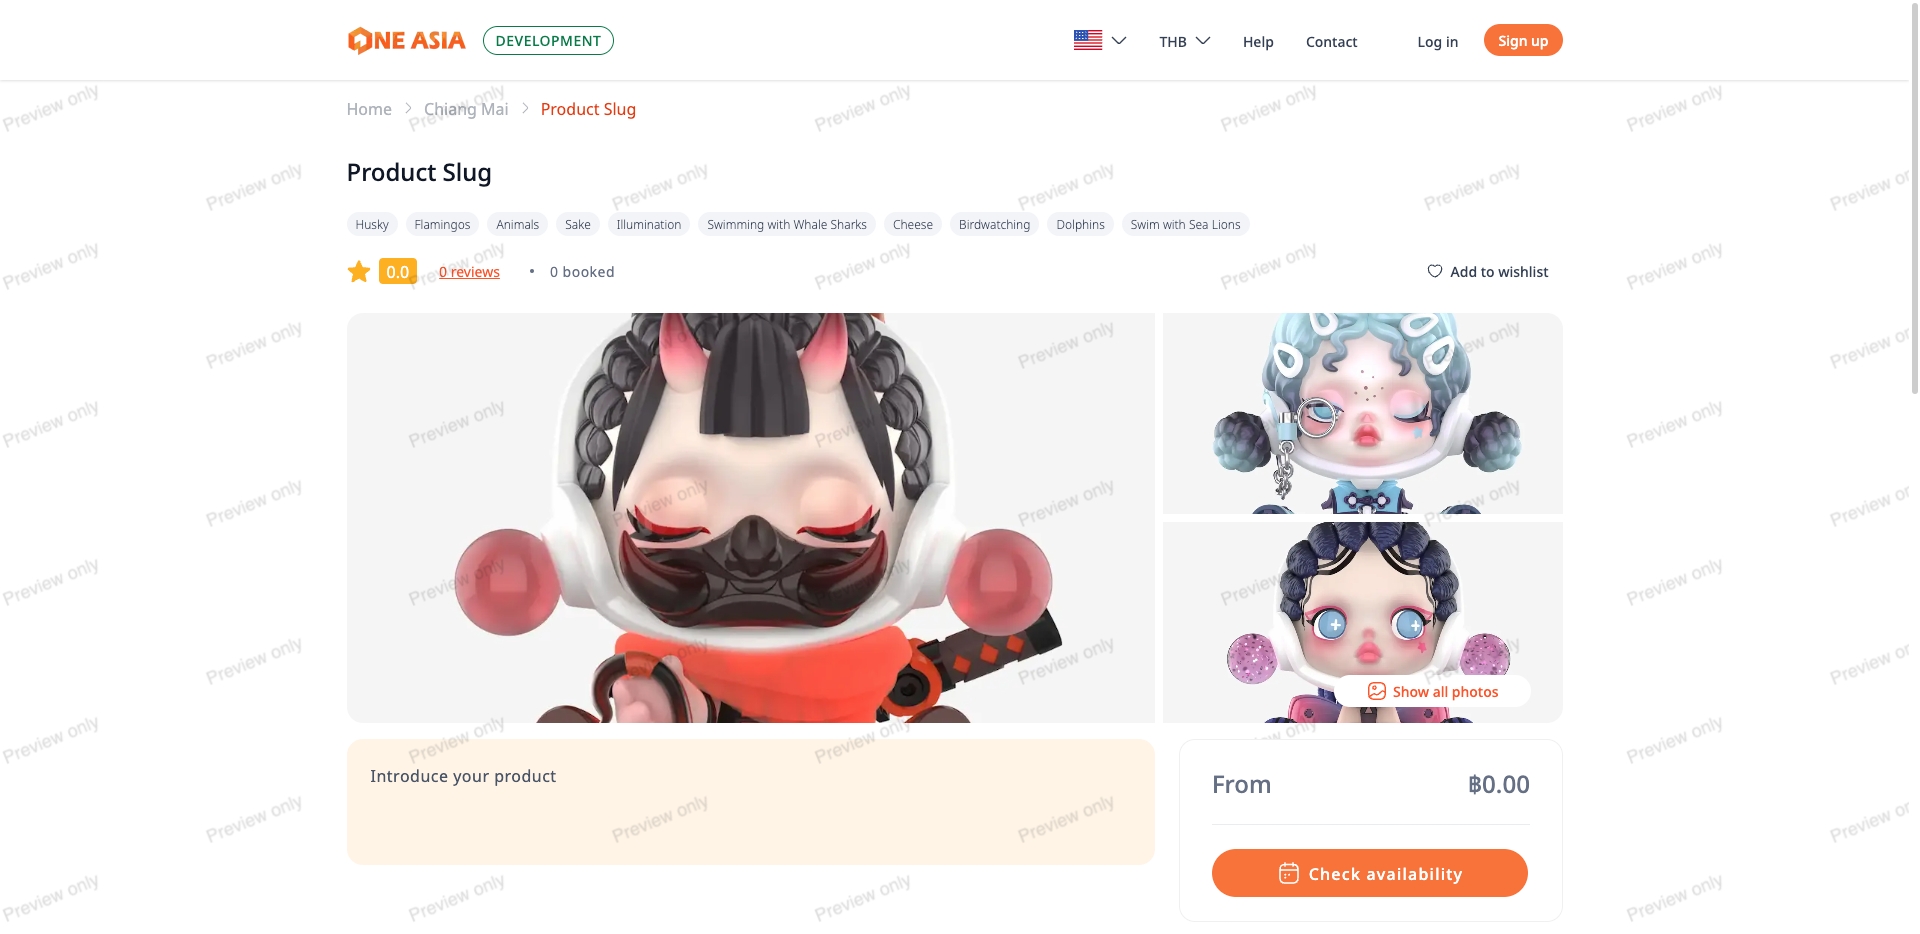 ONE ASIA
DEVELOPMENT
THB
Help
Contact
Log in
Sign up
Home
Chiang Mai
Product Slug
Product Slug
Husky
Flamingos
Animals
Sake
Illumination
Swimming with Whale Sharks
Cheese
Birdwatching
Dolphins
Swim with Sea Lions
0.0
0 reviews
• 0 booked
Add to wishlist
Show all photos
Introduce your product
From
฿0.00
Check availability
Preview only